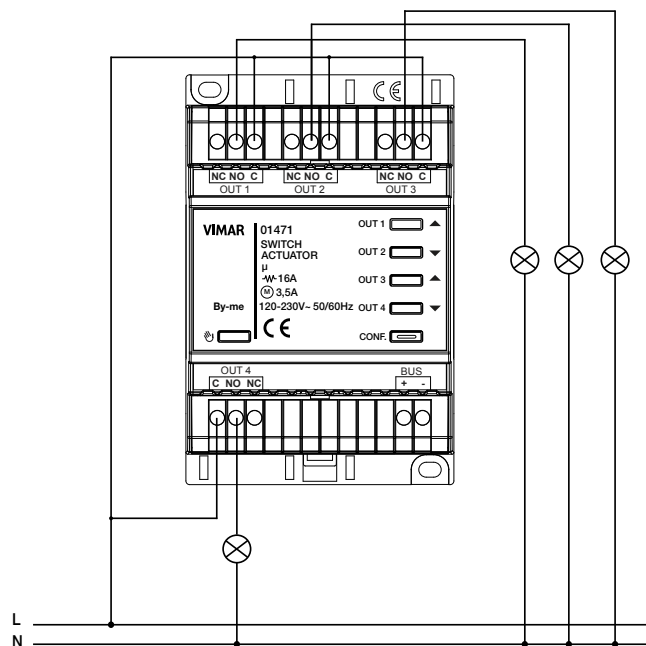 CE
NC NO C NC NO C NC NO C
OUT 1 OUT 2 OUT 3
VIMAR
01471
SWITCH
ACTUATOR
µ
16A
M 3,5A
By-me 120-230V~ 50/60Hz
CE
OUT 1 ▲
OUT 2 ▼
OUT 3 ▲
OUT 4 ▼
CONF.
OUT 4 BUS
C NO NC + -
L
N